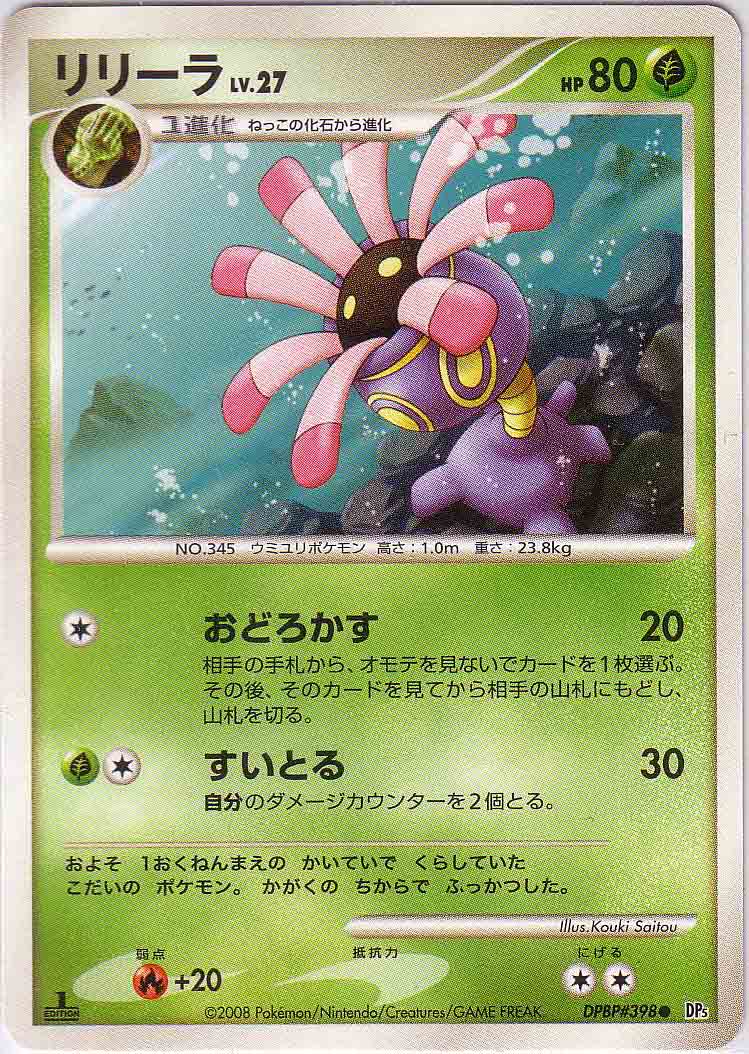 リリーラ LV.27 HP 80
1進化 ねっこの化石から進化
NO.345 ウミユリポケモン 高さ：1.0m 重さ：23.8kg
おどろかす 20
相手の手札から、オモテを見ないでカードを1枚選ぶ。
その後、そのカードを見てから相手の山札にもどし、
山札を切る。
すいとる 30
自分のダメージカウンターを2個とる。
およそ 1おくねんまえの かいていで くらしていた
こだいの ポケモン。 かがくの ちからで ふっかつした。
Illus.Kouki Saitou
弱点 抵抗力 にげる
+20
1 EDITION ©2008 Pokémon/Nintendo/Creatures/GAME FREAK. DPBP#398● DP5